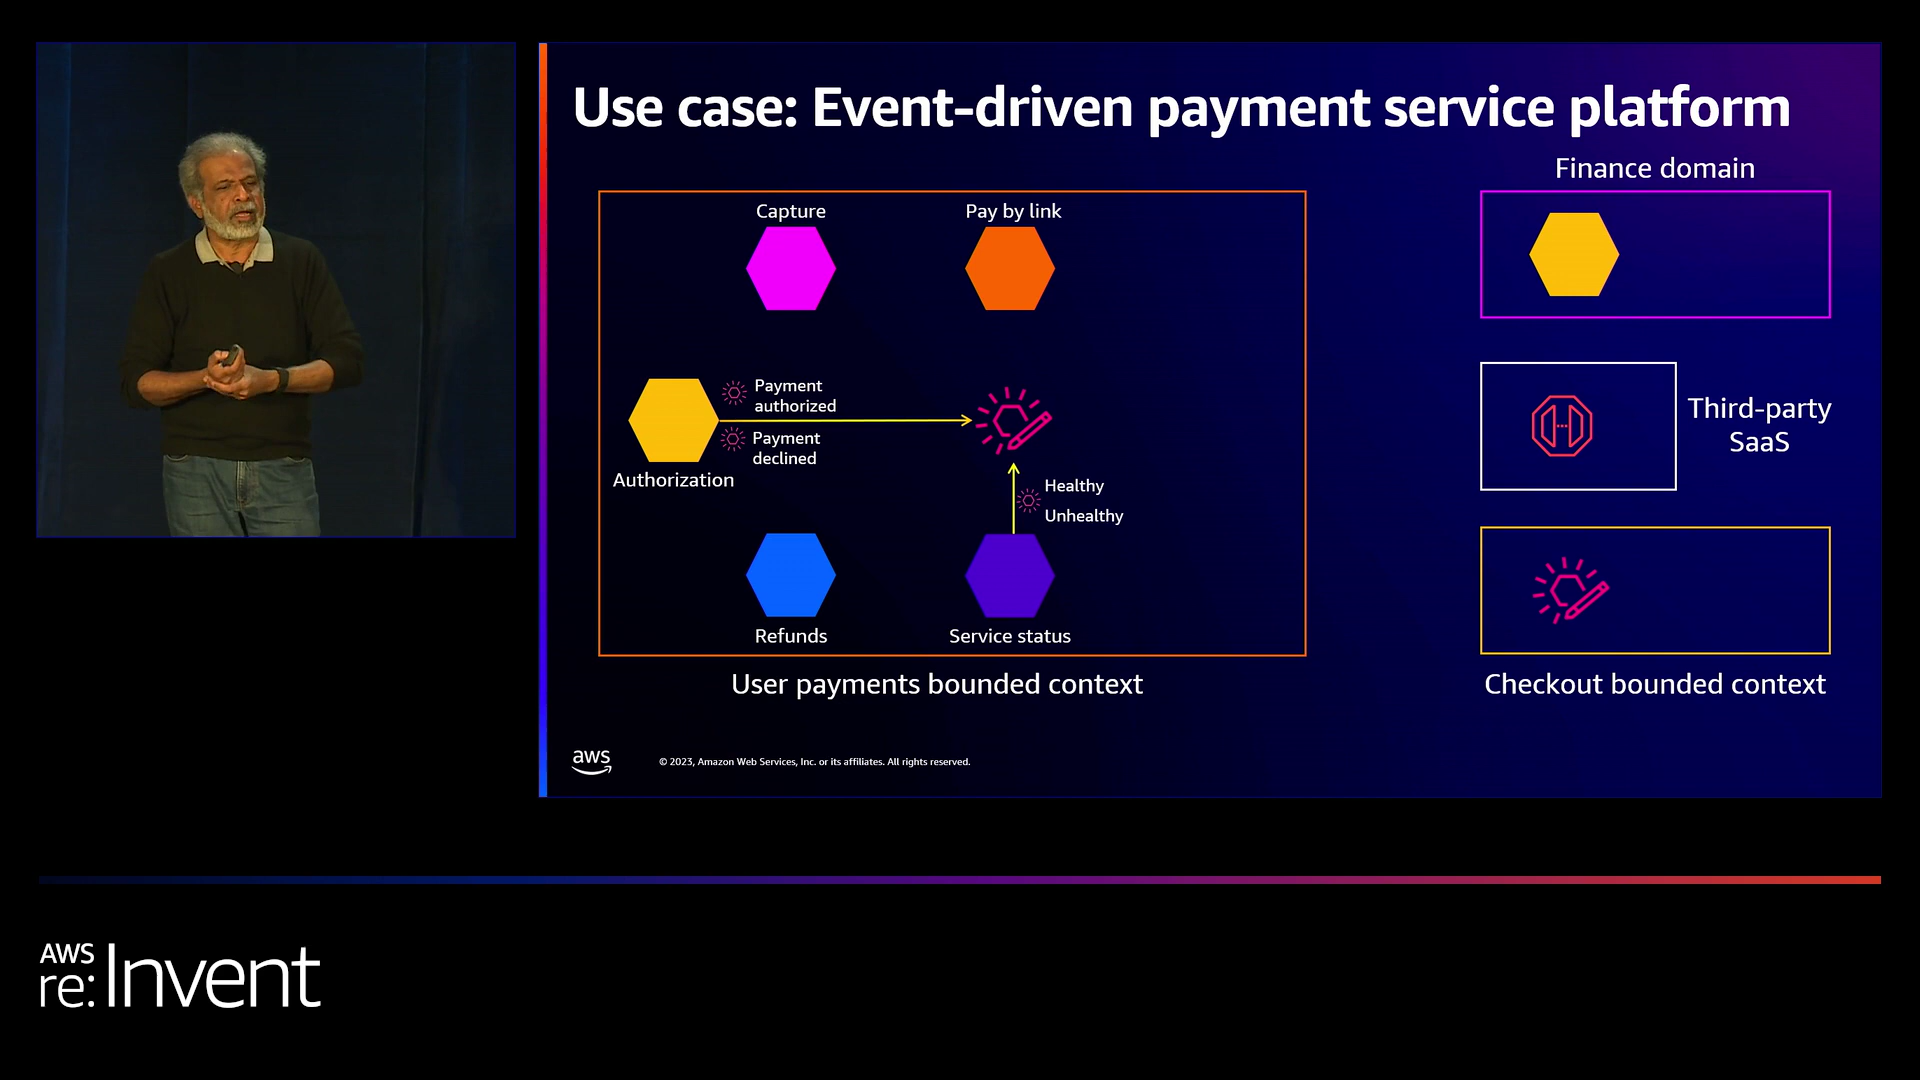 Use case: Event-driven payment service platform
Finance domain
Capture
Pay by link
Payment
authorized
Payment
declined
Authorization
Healthy
Unhealthy
Refunds
Service status
User payments bounded context
Third-party
SaaS
Checkout bounded context
aws
© 2023, Amazon Web Services, Inc. or its affiliates. All rights reserved.
AWS
re:Invent